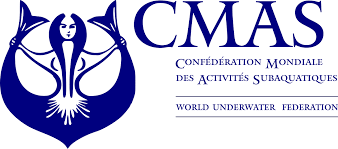 CMAS
CONFÉDÉRATION MONDIALE
DES ACTIVITÉS SUBAQUATIQUES
WORLD UNDERWATER FEDERATION